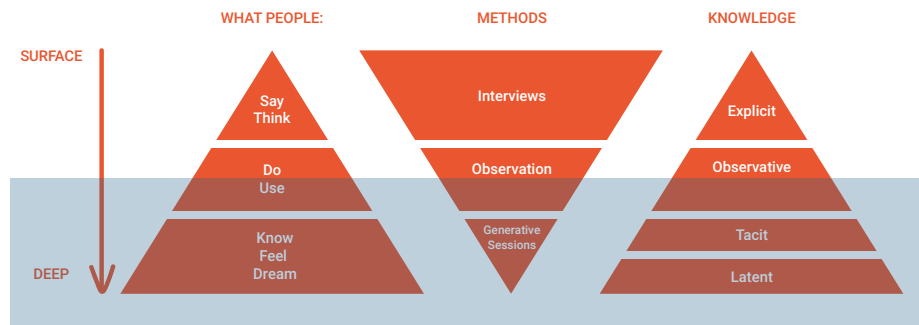 WHAT PEOPLE:
METHODS
KNOWLEDGE
SURFACE
DEEP
Say
Think
Do
Use
Know
Feel
Dream
Interviews
Observation
Generative
Sessions
Explicit
Observative
Tacit
Latent